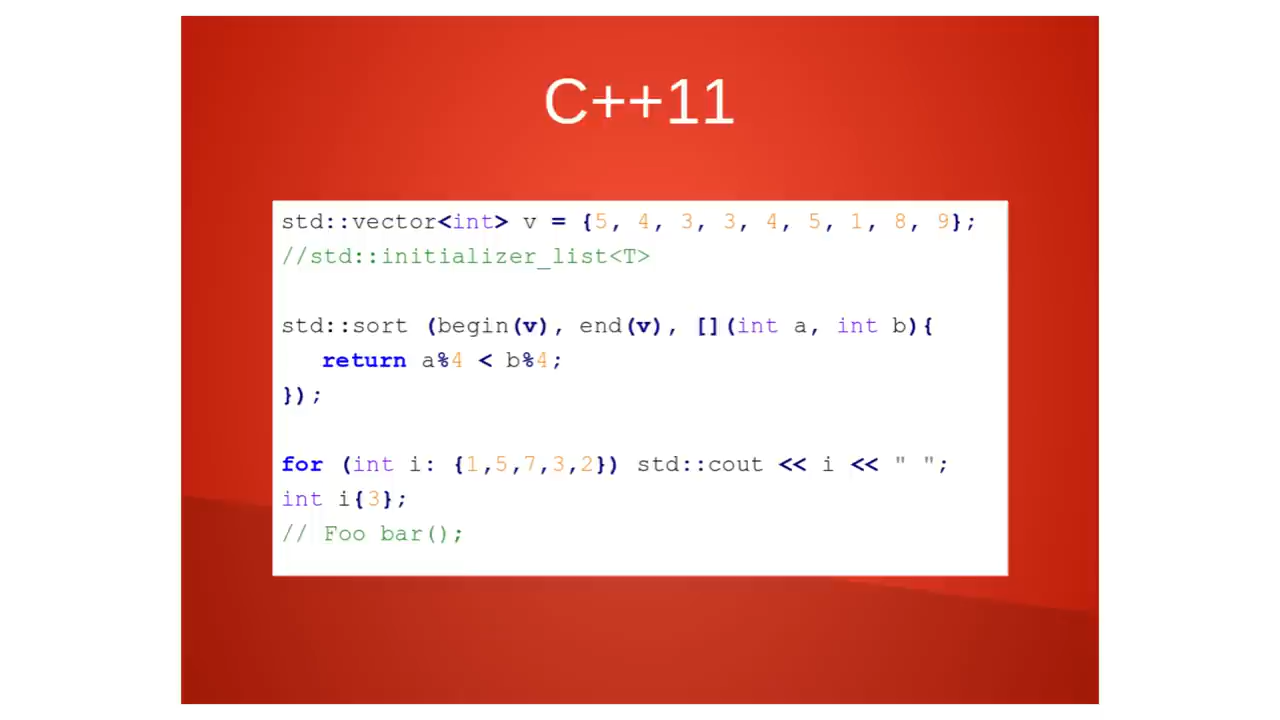 C++11
std::vector<int> v = {5, 4, 3, 3, 4, 5, 1, 8, 9};
//std::initializer_list<T>
std::sort (begin(v), end(v), [](int a, int b){
return a%4 < b%4;
});
for (int i: {1,5,7,3,2}) std::cout << i << " ";
int i{3};
// Foo bar();